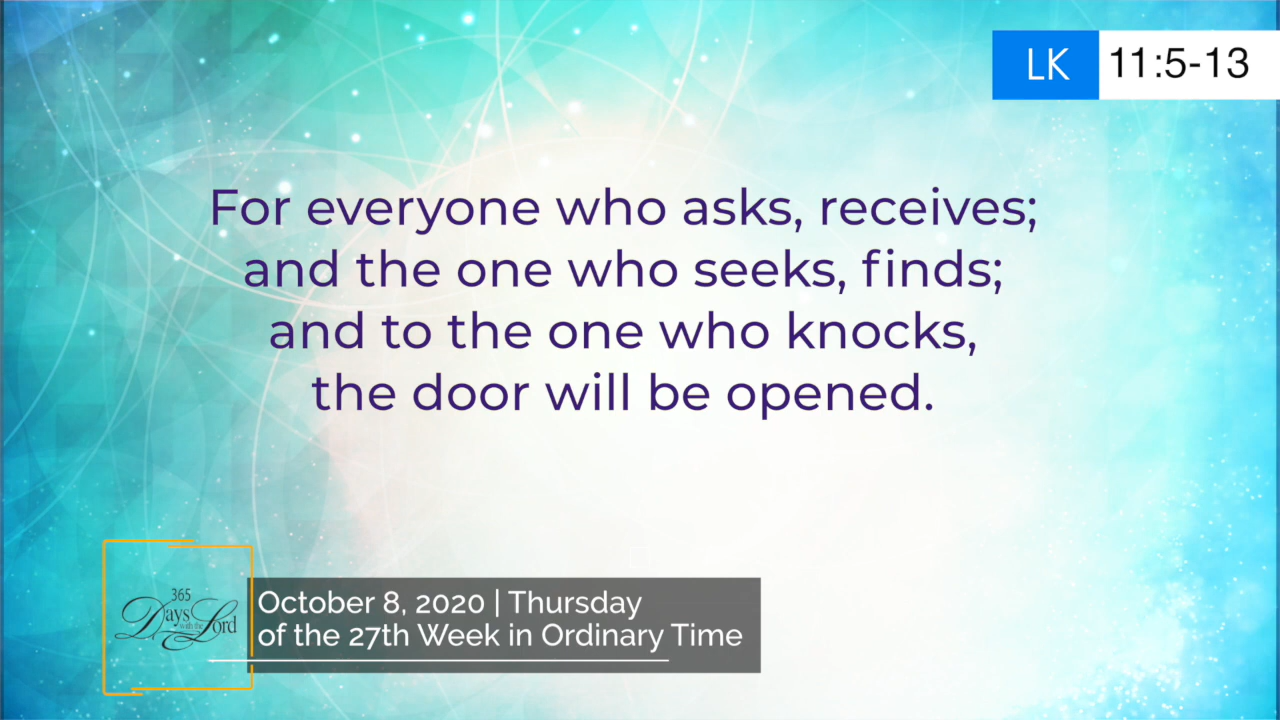 LK 11:5-13
For everyone who asks, receives;
and the one who seeks, finds;
and to the one who knocks,
the door will be opened.
365
Days with the Lord
October 8, 2020 | Thursday
of the 27th Week in Ordinary Time